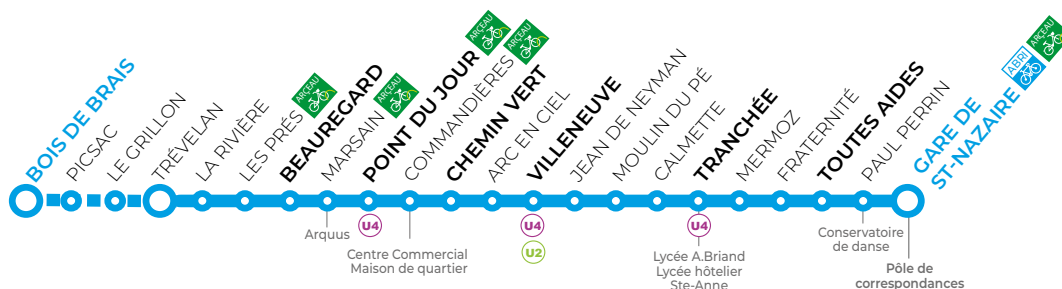 BOIS DE BRAIS
PICSAC
LE GRILLON
TRÉVELAN
LA RIVIÈRE
LES PRÈS
ARCEAU
BEAUREGARD
MARSAIN
ARCEAU
POINT DU JOUR
ARCEAU
COMMANDIÈRES
ARCEAU
CHEMIN VERT
ARC EN CIEL
VILLENEUVE
JEAN DE NEYMAN
MOULIN DU PÉ
CALMETTE
TRANCHÉE
MERMOZ
FRATERNITÉ
TOUTES AIDES
PAUL PERRIN
GARE DE
ST-NAZAIRE
ABRI
ARCEAU
Arquus
U4
Centre Commercial
Maison de quartier
U4
U2
U4
Lycée A.Briand
Lycée hôtelier
Ste-Anne
Conservatoire
de danse
Pôle de
correspondances